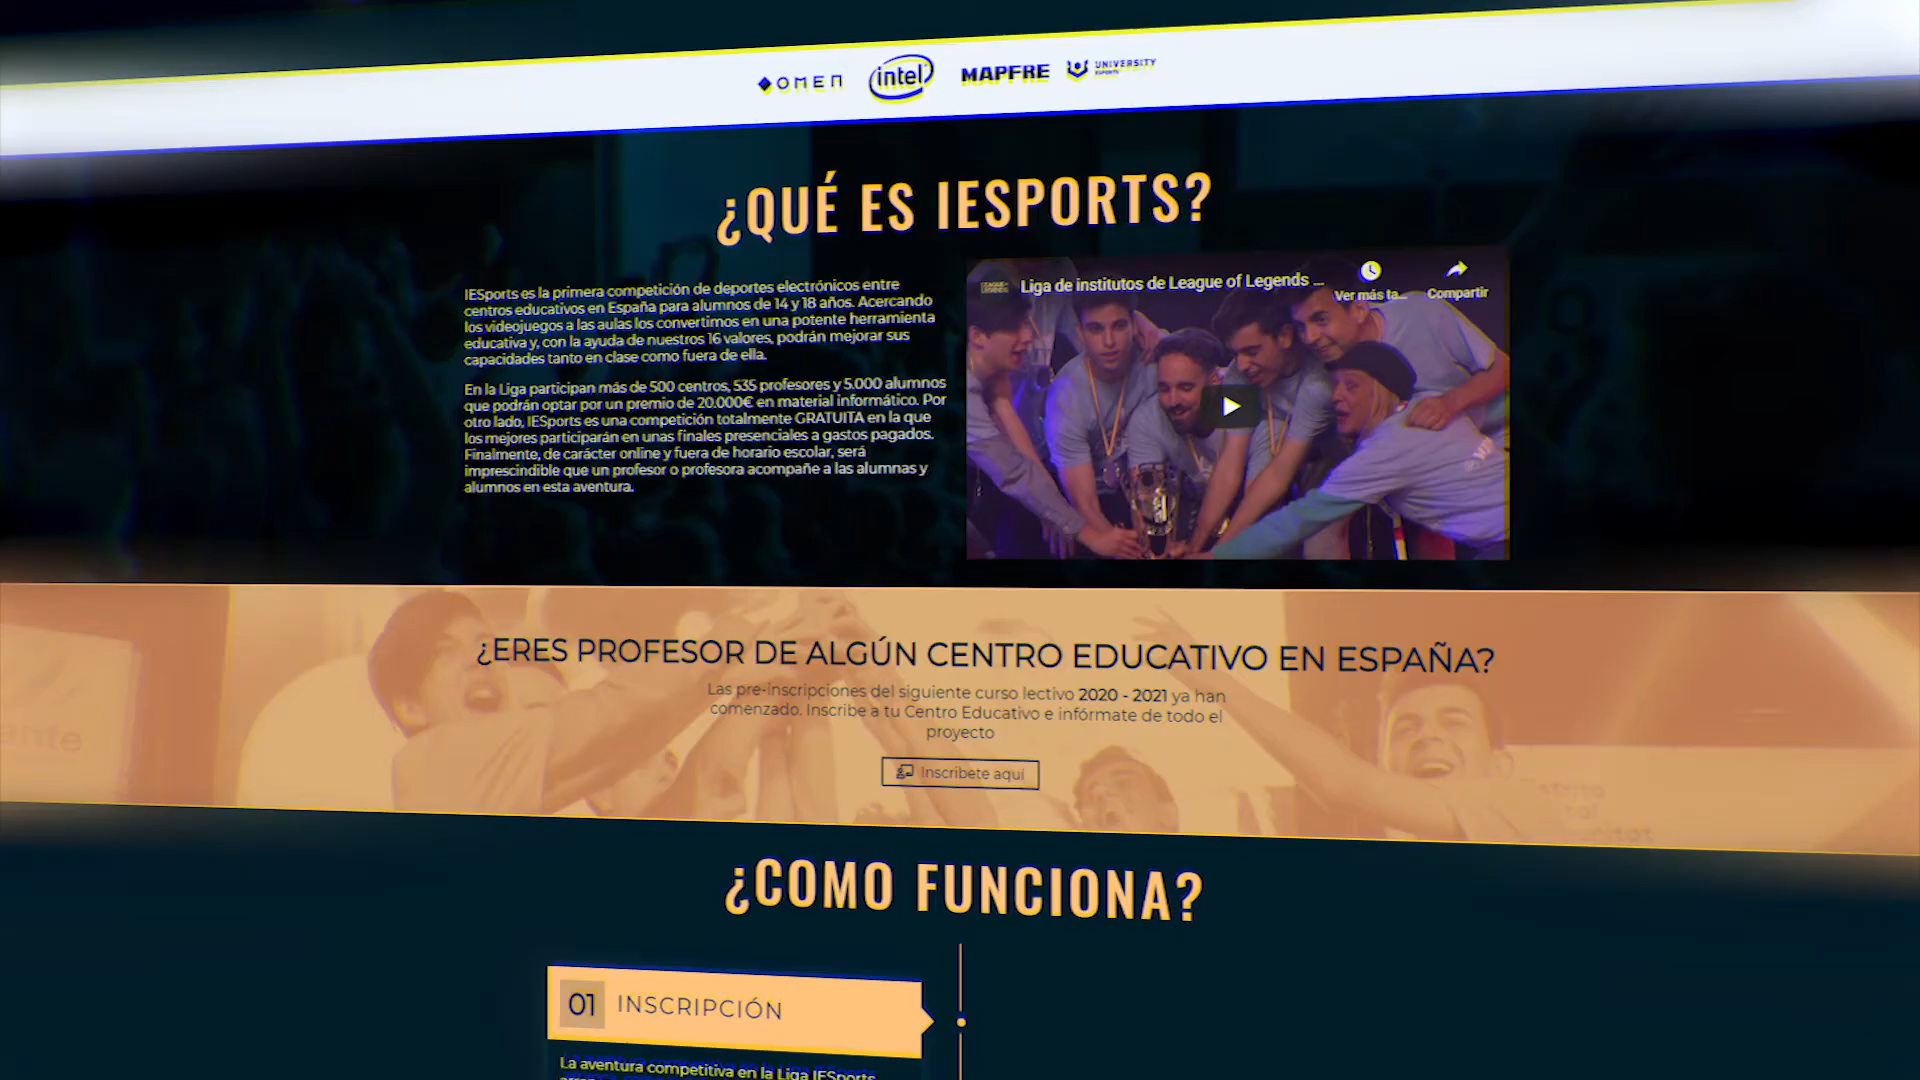 OMEN intel MAPFRE UNIVERSITY ESPORTS
¿QUÉ ES IESPORTS?
IESports es la primera competición de deportes electrónicos entre
centros educativos en España para alumnos de 14 y 18 años. Acercando
los videojuegos a las aulas los convertimos en una potente herramienta
educativa y, con la ayuda de nuestros 16 valores, podrán mejorar sus
capacidades tanto en clase como fuera de ella.
En la Liga participan más de 500 centros, 535 profesores y 5.000 alumnos
que podrán optar por un premio de 20.000€ en material informático. Por
otro lado, IESports es una competición totalmente GRATUITA en la que
los mejores participarán en unas finales presenciales a gastos pagados.
Finalmente, de carácter online y fuera de horario escolar, será
imprescindible que un profesor o profesora acompañe a las alumnas y
alumnos en esta aventura.
LEAGUE OF LEGENDS
Liga de institutos de League of Legends ...
Ver más ta...
Compartir
¿ERES PROFESOR DE ALGÚN CENTRO EDUCATIVO EN ESPAÑA?
Las pre-inscripciones del siguiente curso lectivo 2020 - 2021 ya han
comenzado. Inscribe a tu Centro Educativo e infórmate de todo el
proyecto
Inscribete aquí
¿COMO FUNCIONA?
01 INSCRIPCIÓN
La aventura competitiva en la Liga IESports